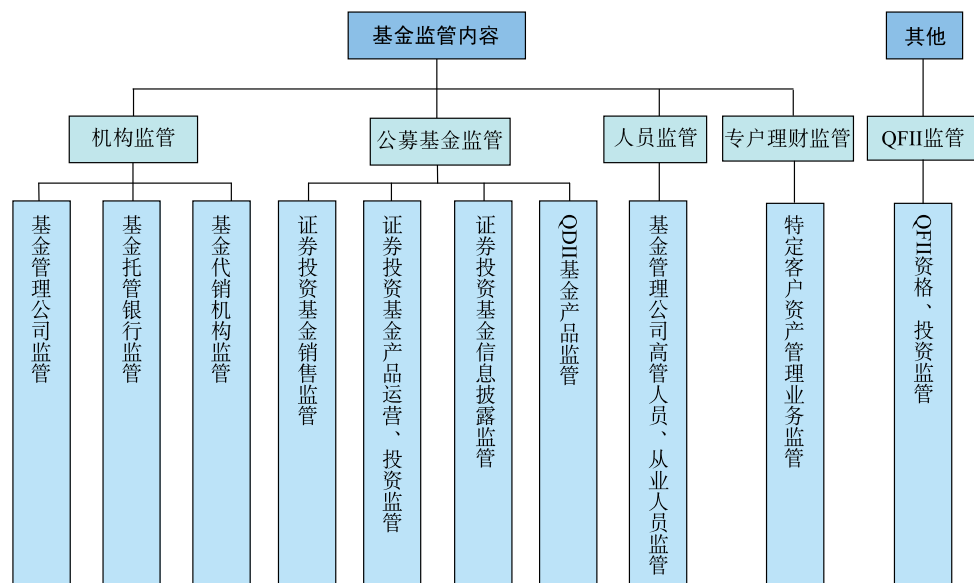 基金监管内容
其他
机构监管
公募基金监管
人员监管
专户理财监管
QFII监管
基金管理公司监管
基金托管银行监管
基金代销机构监管
证券投资基金销售监管
证券投资基金产品运营、投资监管
证券投资基金信息披露监管
QDII基金产品监管
基金管理公司高管人员、从业人员监管
特定客户资产管理业务监管
QFII资格、投资监管